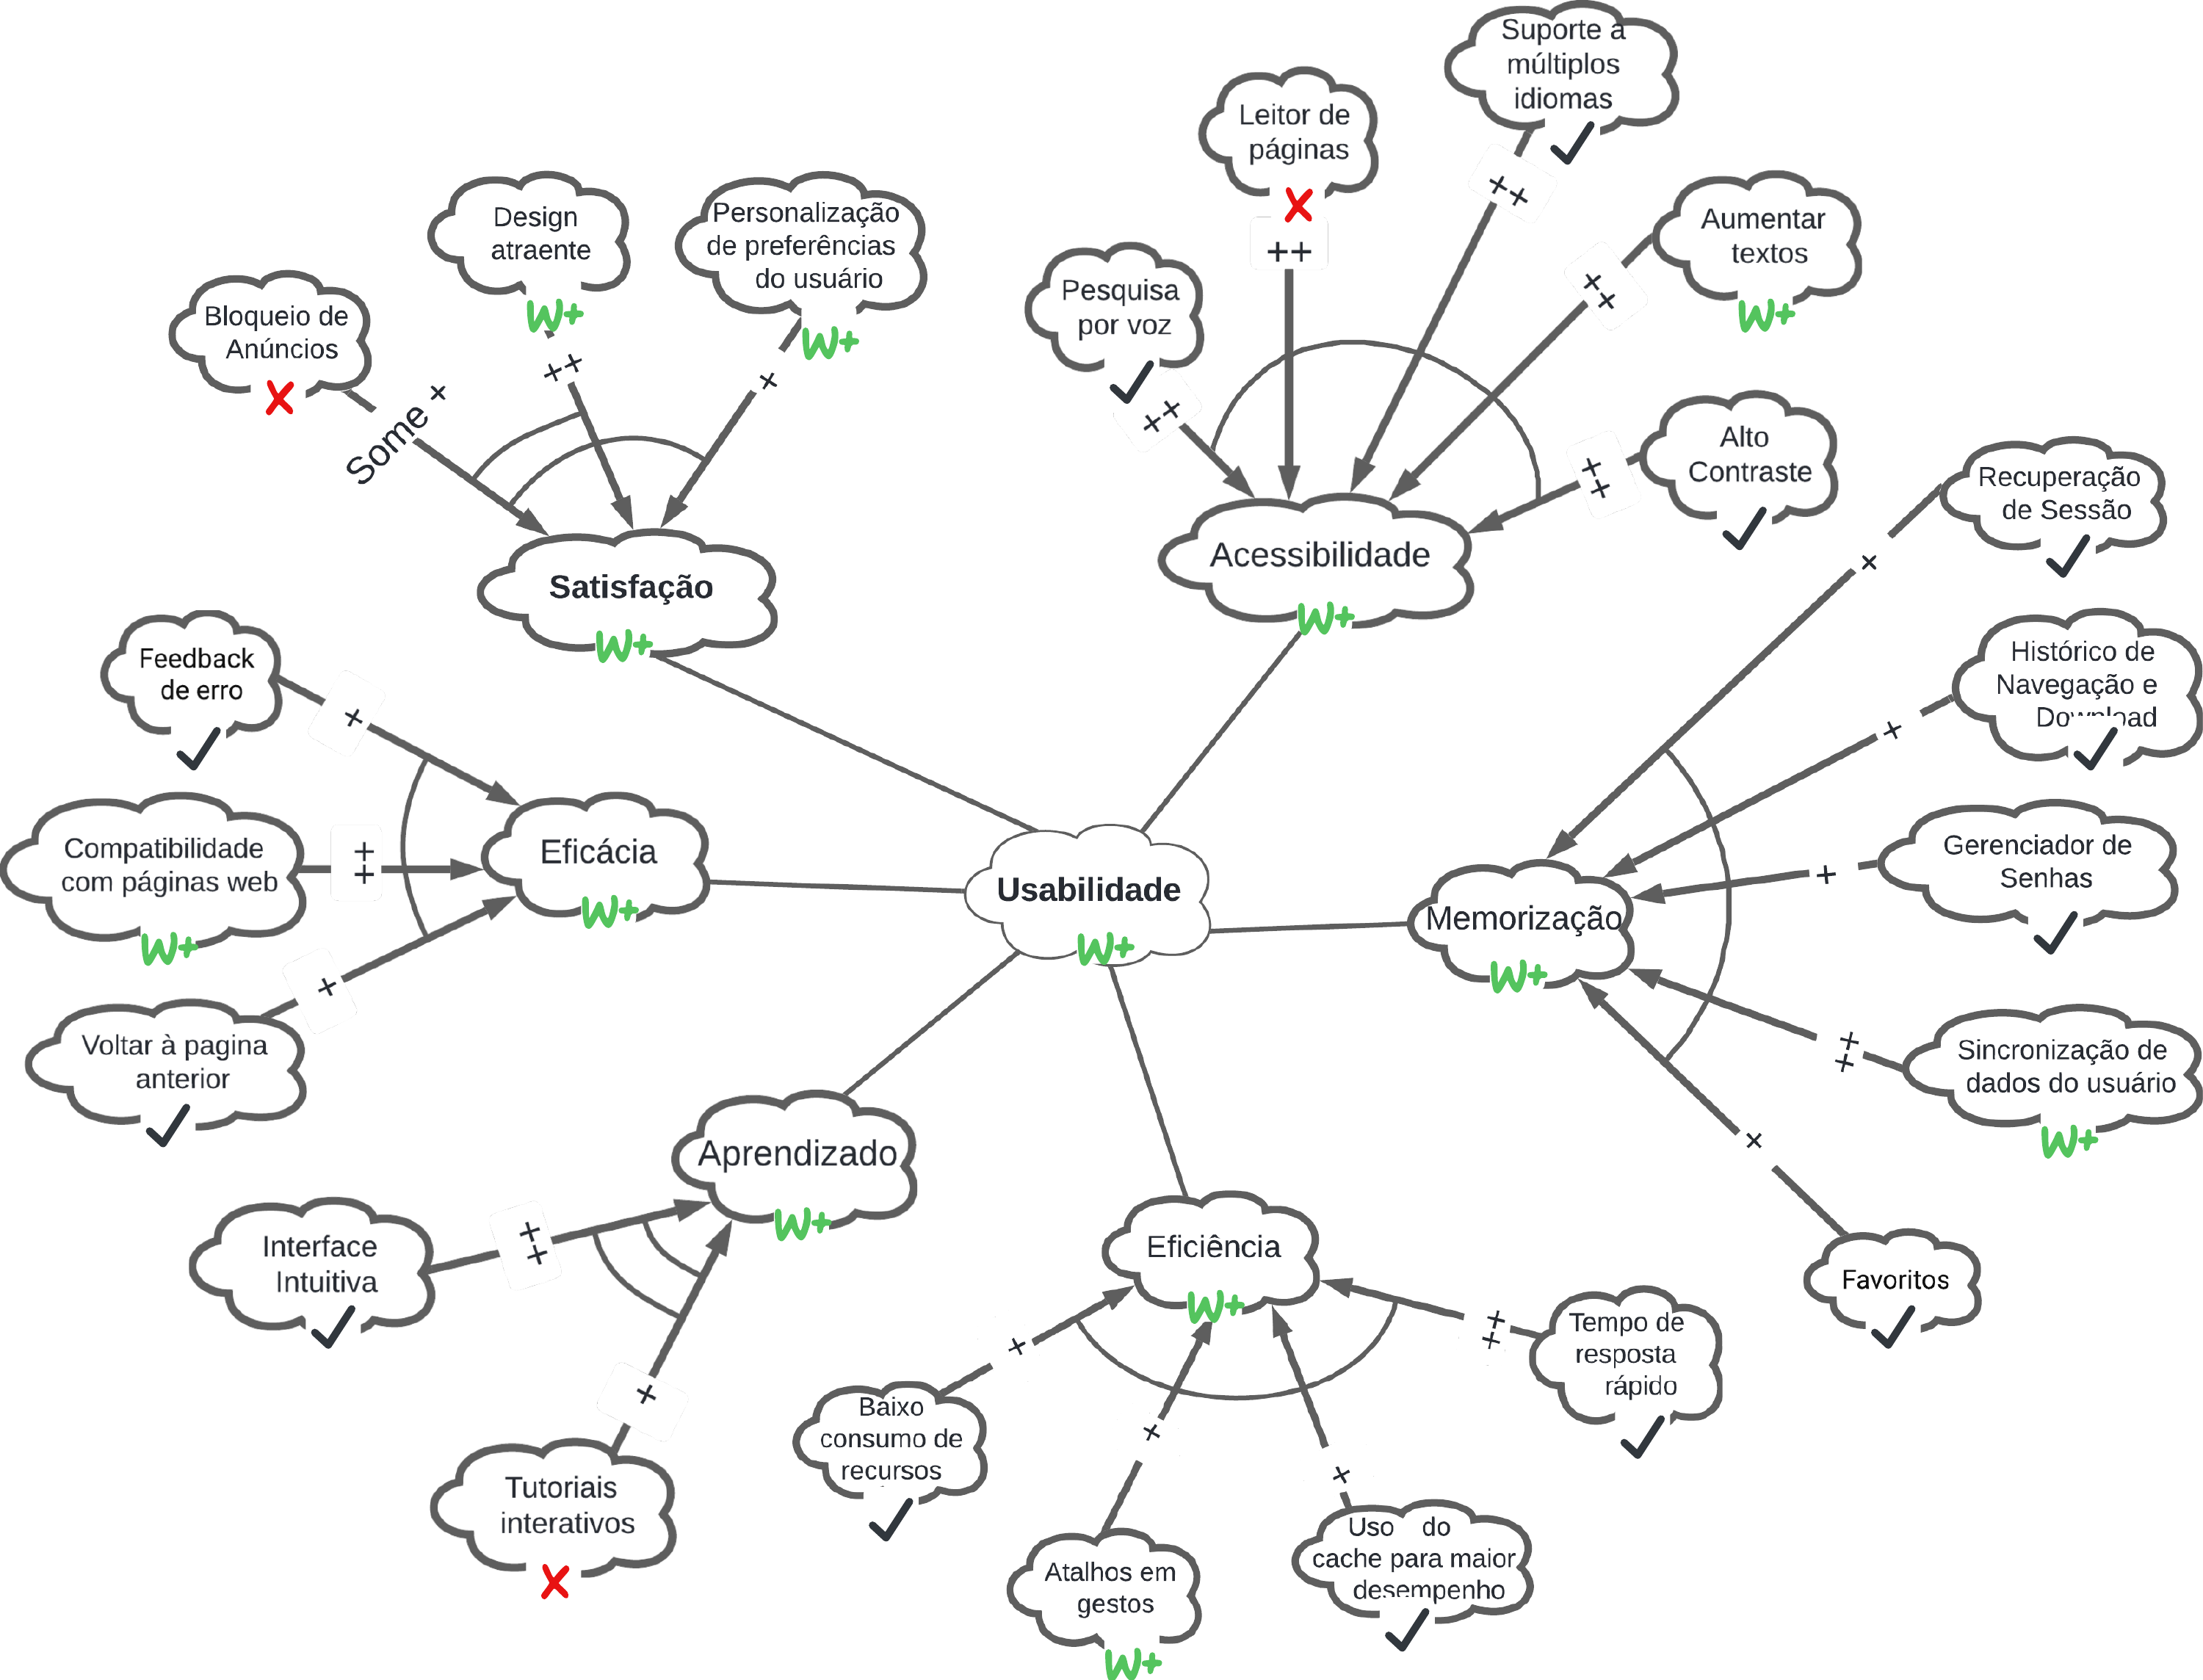 Suporte a
múltiplos
idiomas
++
Leitor de
páginas
++
Aumentar
textos
W+
++
Pesquisa
por voz
++
Alto
Contraste
++
Acessibilidade
W+
Design
atraente
W+
++
Personalização
de preferências
do usuário
W+
+
Bloqueio de
Anúncios
Some +
Satisfação
W+
Recuperação
de Sessão
+
Histórico de
Navegação e
Download
+
Gerenciador de
Senhas
+
Sincronização de
dados do usuário
W+
++
Favoritos
+
Memorização
W+
Feedback
de erro
+
Compatibilidade
com páginas web
W+
++
Voltar à pagina
anterior
+
Eficácia
W+
Usabilidade
W+
Aprendizado
W+
Interface
Intuitiva
++
Tutoriais
interativos
+
Eficiência
W+
Baixo
consumo de
recursos
+
Atalhos em
gestos
W+
+
Uso do
cache para maior
desempenho
+
Tempo de
resposta
rápido
++